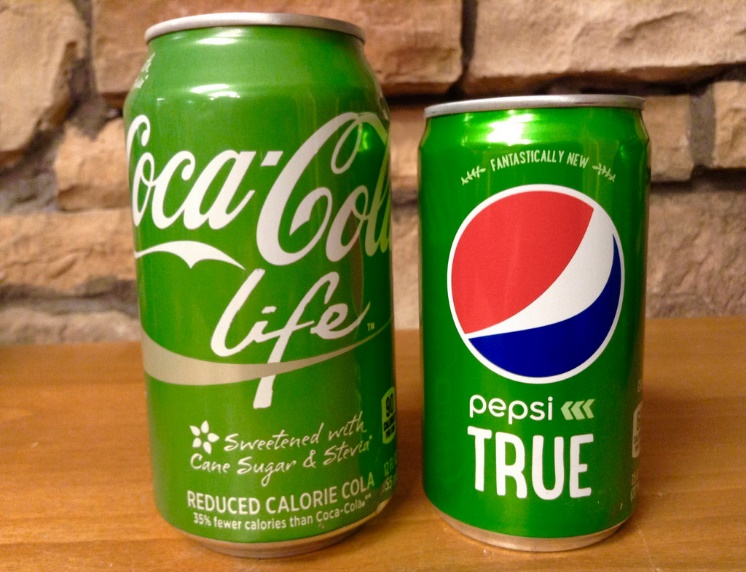 Coca-Cola
life™
Sweetened with
Cane Sugar & Stevia
REDUCED CALORIE COLA
35% fewer calories than Coca-Cola
FANTASTICALLY NEW
pepsi
TRUE